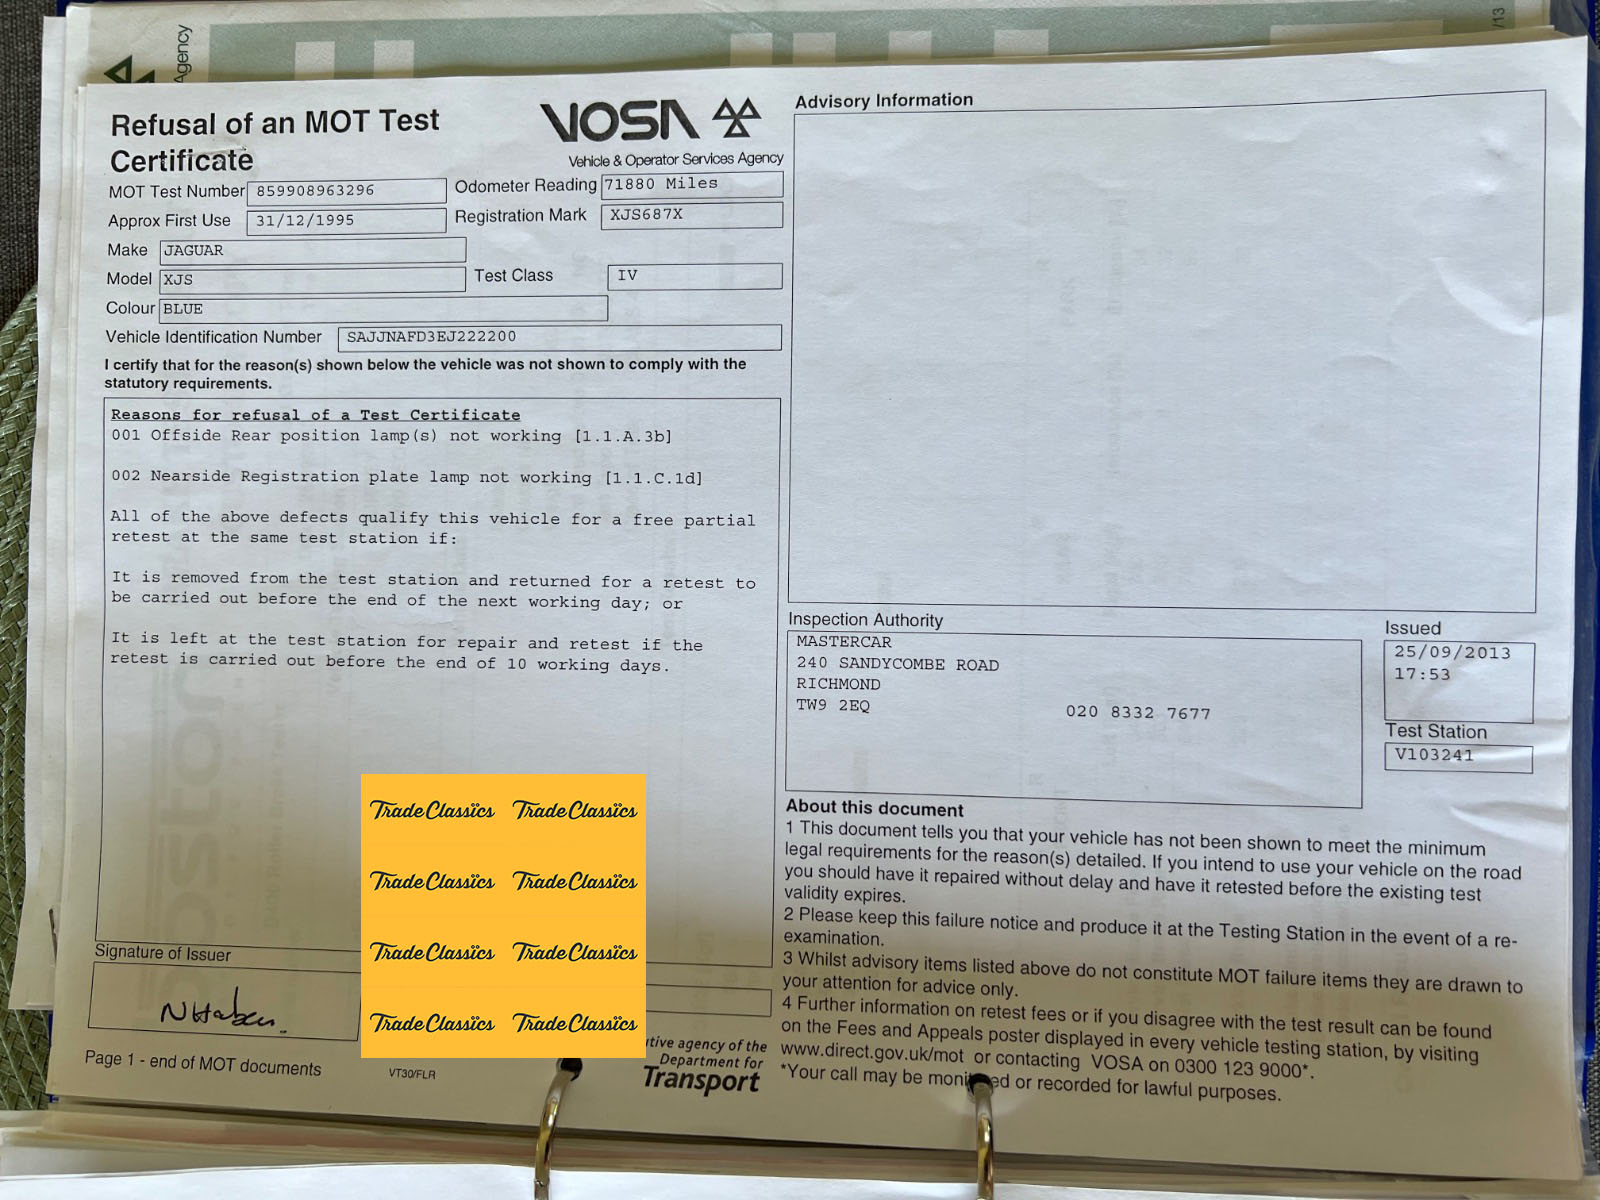 Agency
/13
Refusal of an MOT Test
Certificate
VOSA
Vehicle & Operator Services Agency
MOT Test Number 859908963296
Odometer Reading 71880 Miles
Approx First Use 31/12/1995
Registration Mark XJS687X
Make JAGUAR
Model XJS
Test Class IV
Colour BLUE
Vehicle Identification Number SAJJNAFD3EJ222200
I certify that for the reason(s) shown below the vehicle was not shown to comply with the
statutory requirements.
Reasons for refusal of a Test Certificate
001 Offside Rear position lamp(s) not working [1.1.A.3b]
002 Nearside Registration plate lamp not working [1.1.C.1d]
All of the above defects qualify this vehicle for a free partial
retest at the same test station if:
It is removed from the test station and returned for a retest to
be carried out before the end of the next working day; or
It is left at the test station for repair and retest if the
retest is carried out before the end of 10 working days.
TradeClassics TradeClassics
TradeClassics TradeClassics
TradeClassics TradeClassics
TradeClassics TradeClassics
Signature of Issuer
Page 1 - end of MOT documents
VT30/FLR
tive agency of the
Department for
Transport
Advisory Information
Inspection Authority
MASTERCAR
240 SANDYCOMBE ROAD
RICHMOND
TW9 2EQ
020 8332 7677
Issued
25/09/2013
17:53
Test Station
V103241
About this document
1 This document tells you that your vehicle has not been shown to meet the minimum
legal requirements for the reason(s) detailed. If you intend to use your vehicle on the road
you should have it repaired without delay and have it retested before the existing test
validity expires.
2 Please keep this failure notice and produce it at the Testing Station in the event of a re-
examination.
3 Whilst advisory items listed above do not constitute MOT failure items they are drawn to
your attention for advice only.
4 Further information on retest fees or if you disagree with the test result can be found
on the Fees and Appeals poster displayed in every vehicle testing station, by visiting
www.direct.gov.uk/mot or contacting VOSA on 0300 123 9000*.
*Your call may be monitored or recorded for lawful purposes.